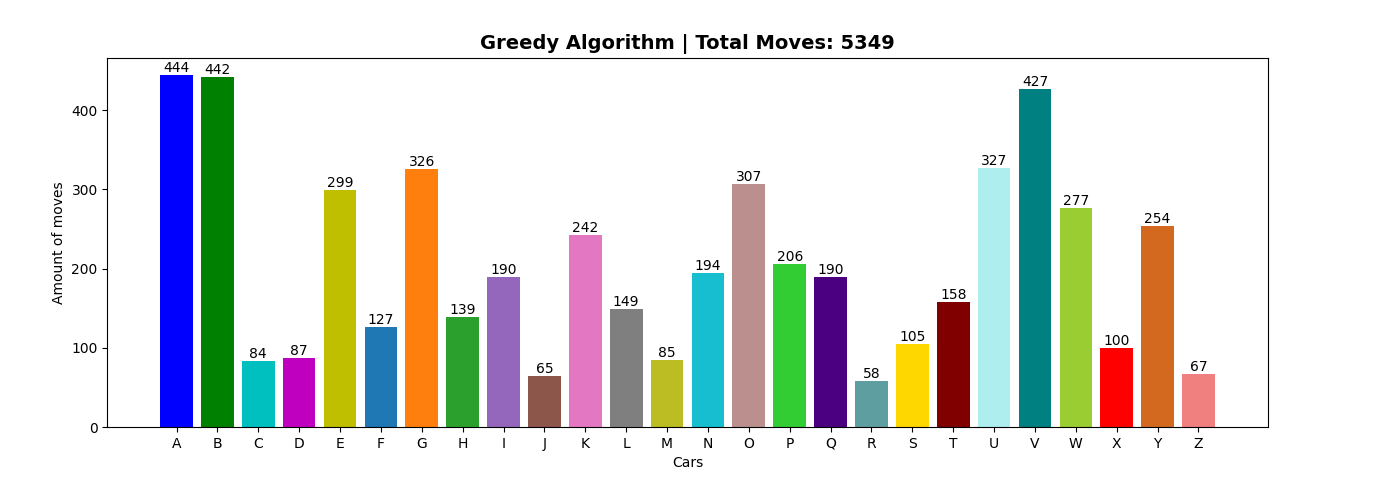 Greedy Algorithm | Total Moves: 5349
Amount of moves
400
300
200
100
0
444 442 84 87 299 127 326 139 190 65 242 149 85 194 307 206 190 58 105 158 327 427 277 100 254 67
A B C D E F G H I J K L M N O P Q R S T U V W X Y Z
Cars